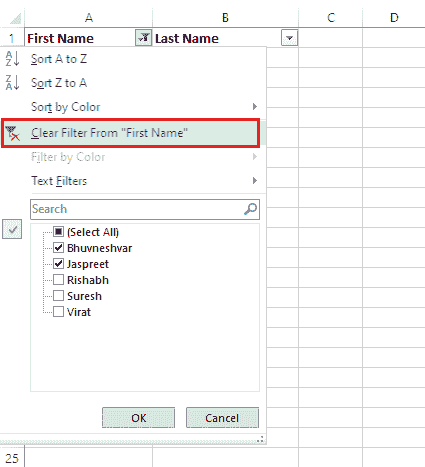 A B C D
1 First Name Last Name
Sort A to Z
Sort Z to A
Sort by Color
Clear Filter From "First Name"
Filter by Color
Text Filters
Search
(Select All)
Bhuvneshvar
Jaspreet
Rishabh
Suresh
Virat
OK Cancel
25